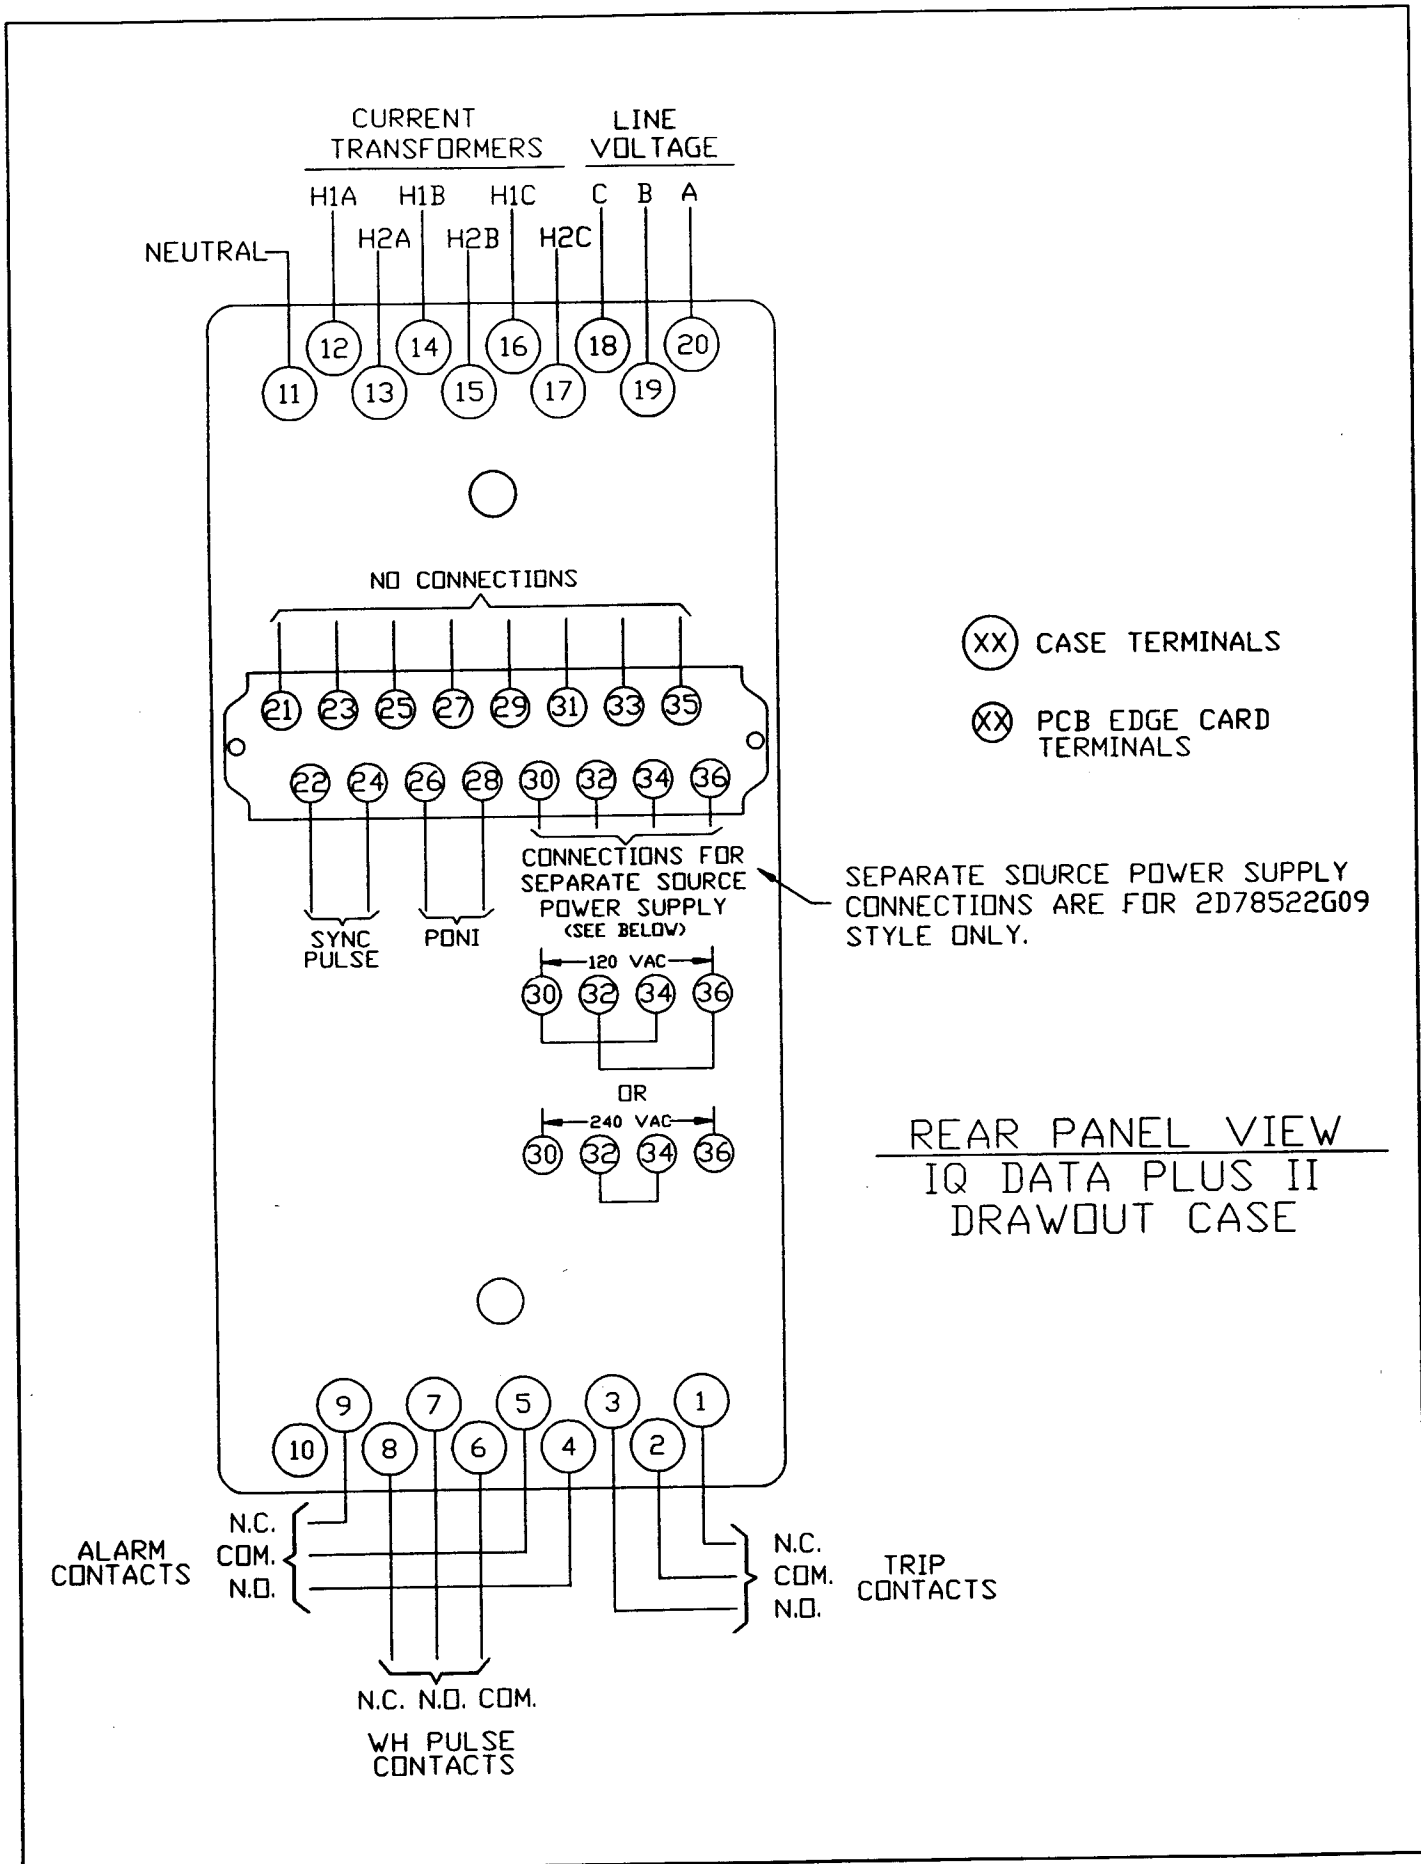 CURRENT
TRANSFORMERS
LINE
VOLTAGE
H1A H1B H1C C B A
H2A H2B H2C
NEUTRAL
12 14 16 18 20
11 13 15 17 19
NO CONNECTIONS
21 23 25 27 29 31 33 35
22 24 26 28 30 32 34 36
XX CASE TERMINALS
XX PCB EDGE CARD
TERMINALS
SYNC
PULSE
PONI
CONNECTIONS FOR
SEPARATE SOURCE
POWER SUPPLY
(SEE BELOW)
SEPARATE SOURCE POWER SUPPLY
CONNECTIONS ARE FOR 2D78522G09
STYLE ONLY.
120 VAC
30 32 34 36
OR
240 VAC
30 32 34 36
REAR PANEL VIEW
IQ DATA PLUS II
DRAWOUT CASE
9 7 5 3 1
10 8 6 4 2
ALARM
CONTACTS
N.C.
COM.
N.O.
N.C.
COM.
N.O.
TRIP
CONTACTS
N.C. N.O. COM.
WH PULSE
CONTACTS